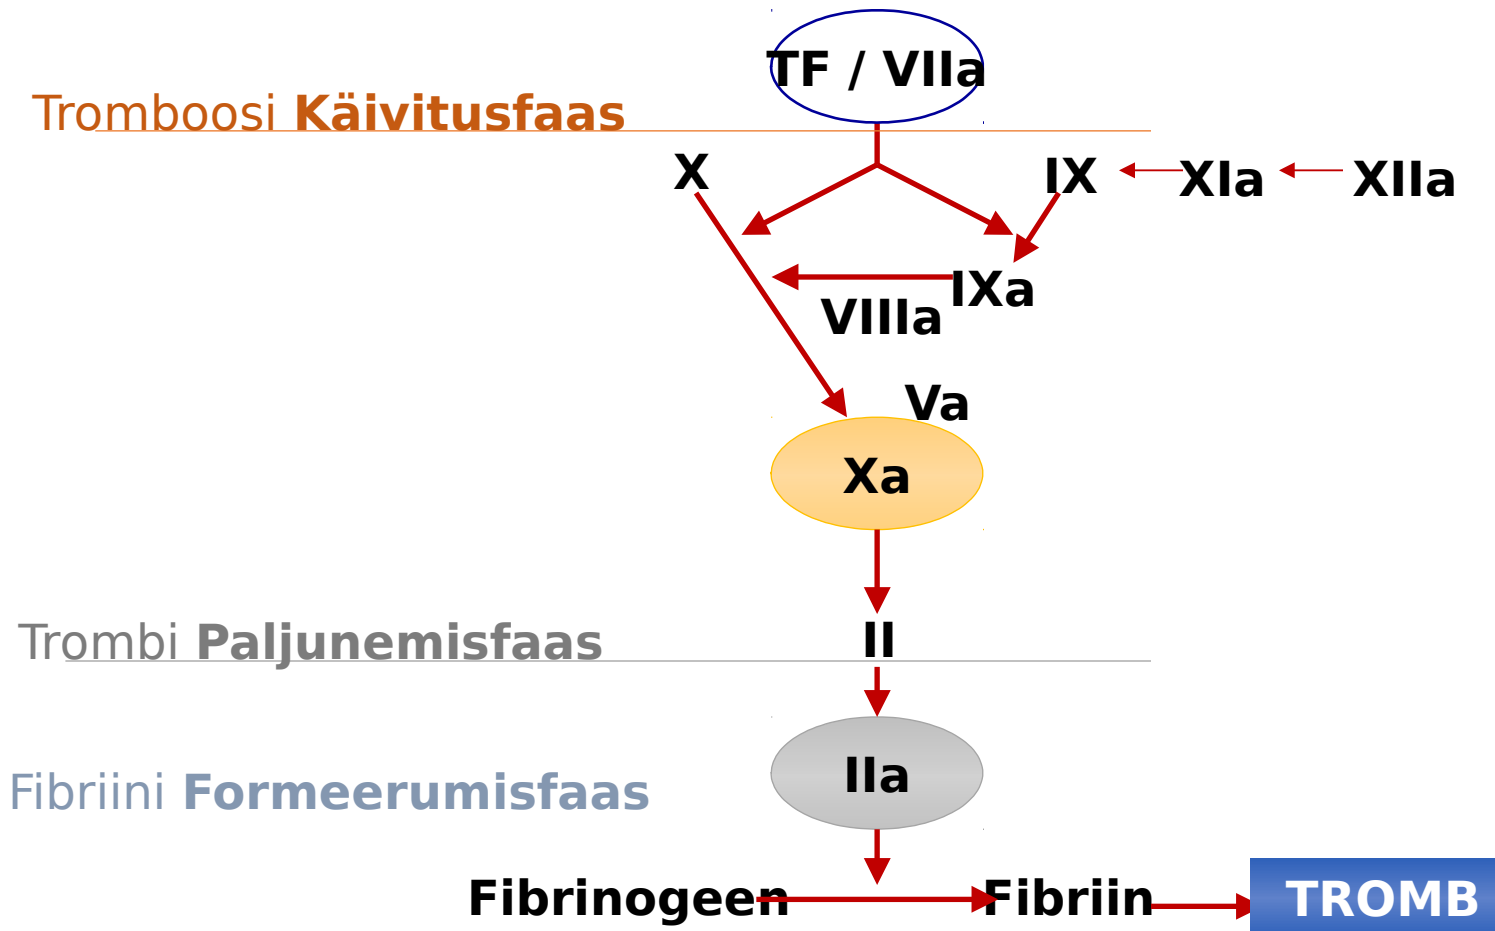 TF / VIIa
Tromboosi Käivitusfaas
X
IX
XIa
XIIa
IXa
VIIIa
Va
Xa
Trombi Paljunemisfaas
II
IIa
Fibriini Formeerumisfaas
Fibrinogeen
Fibriin
TROMB